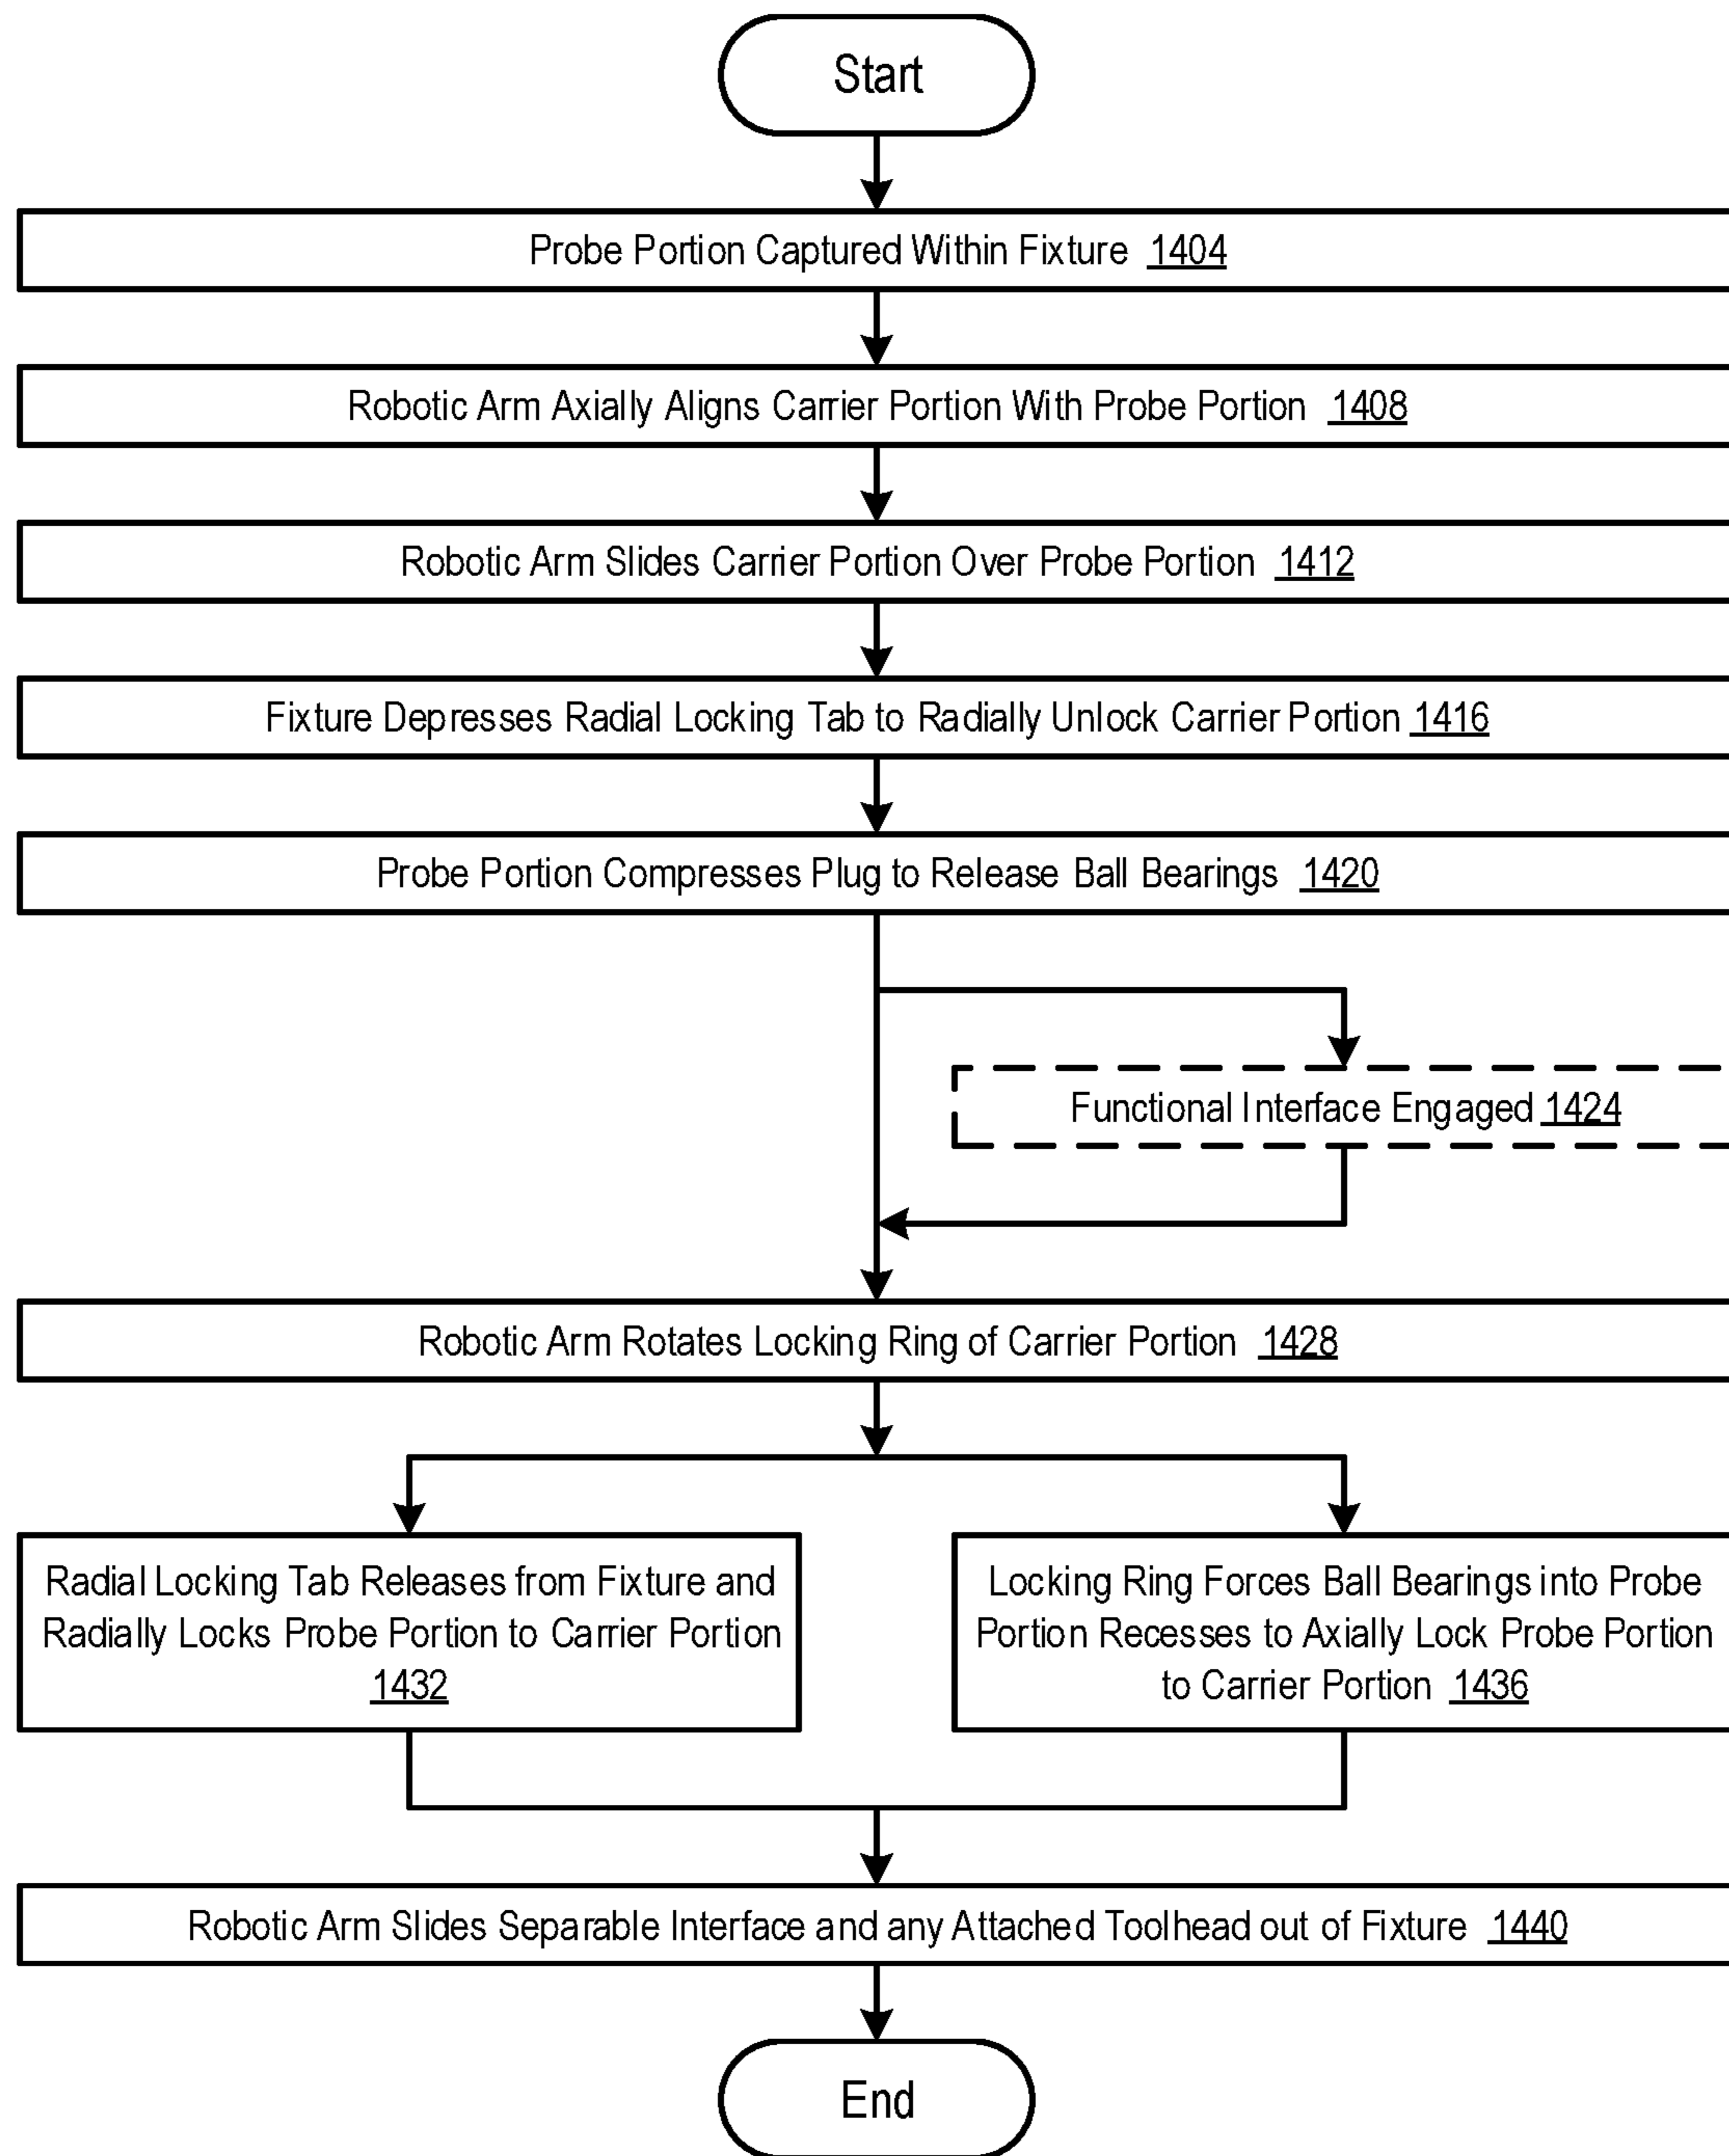 Start
Probe Portion Captured Within Fixture 1404
Robotic Arm Axially Aligns Carrier Portion With Probe Portion 1408
Robotic Arm Slides Carrier Portion Over Probe Portion 1412
Fixture Depresses Radial Locking Tab to Radially Unlock Carrier Portion 1416
Probe Portion Compresses Plug to Release Ball Bearings 1420
Functional Interface Engaged 1424
Robotic Arm Rotates Locking Ring of Carrier Portion 1428
Radial Locking Tab Releases from Fixture and
Radially Locks Probe Portion to Carrier Portion
1432
Locking Ring Forces Ball Bearings into Probe
Portion Recesses to Axially Lock Probe Portion
to Carrier Portion 1436
Robotic Arm Slides Separable Interface and any Attached Toolhead out of Fixture 1440
End